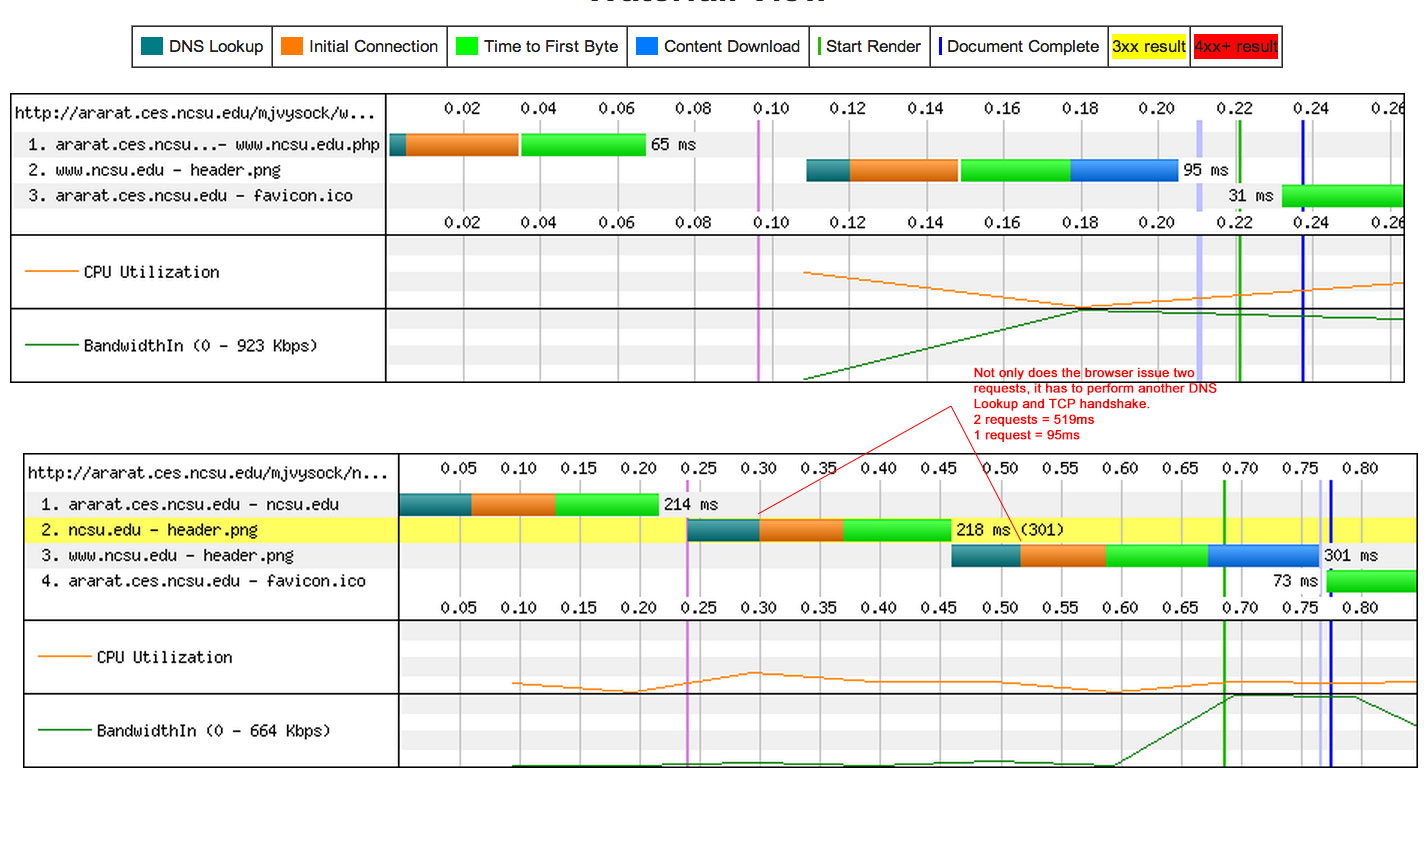 Waterfall View
DNS Lookup Initial Connection Time to First Byte Content Download Start Render Document Complete 3xx result 4xx+ result
http://ararat.ces.ncsu.edu/mjvysock/w... 0.02 0.04 0.06 0.08 0.10 0.12 0.14 0.16 0.18 0.20 0.22 0.24 0.26
1. ararat.ces.ncsu...- www.ncsu.edu.php 65 ms
2. www.ncsu.edu - header.png 95 ms
3. ararat.ces.ncsu.edu - favicon.ico 31 ms
0.02 0.04 0.06 0.08 0.10 0.12 0.14 0.16 0.18 0.20 0.22 0.24 0.26
CPU Utilization
BandwidthIn (0 - 923 Kbps)
Not only does the browser issue two
requests, it has to perform another DNS
Lookup and TCP handshake.
2 requests = 519ms
1 request = 95ms
http://ararat.ces.ncsu.edu/mjvysock/n... 0.05 0.10 0.15 0.20 0.25 0.30 0.35 0.40 0.45 0.50 0.55 0.60 0.65 0.70 0.75 0.80
1. ararat.ces.ncsu.edu - ncsu.edu 214 ms
2. ncsu.edu - header.png 218 ms (301)
3. www.ncsu.edu - header.png 301 ms
4. ararat.ces.ncsu.edu - favicon.ico 73 ms
0.05 0.10 0.15 0.20 0.25 0.30 0.35 0.40 0.45 0.50 0.55 0.60 0.65 0.70 0.75 0.80
CPU Utilization
BandwidthIn (0 - 664 Kbps)